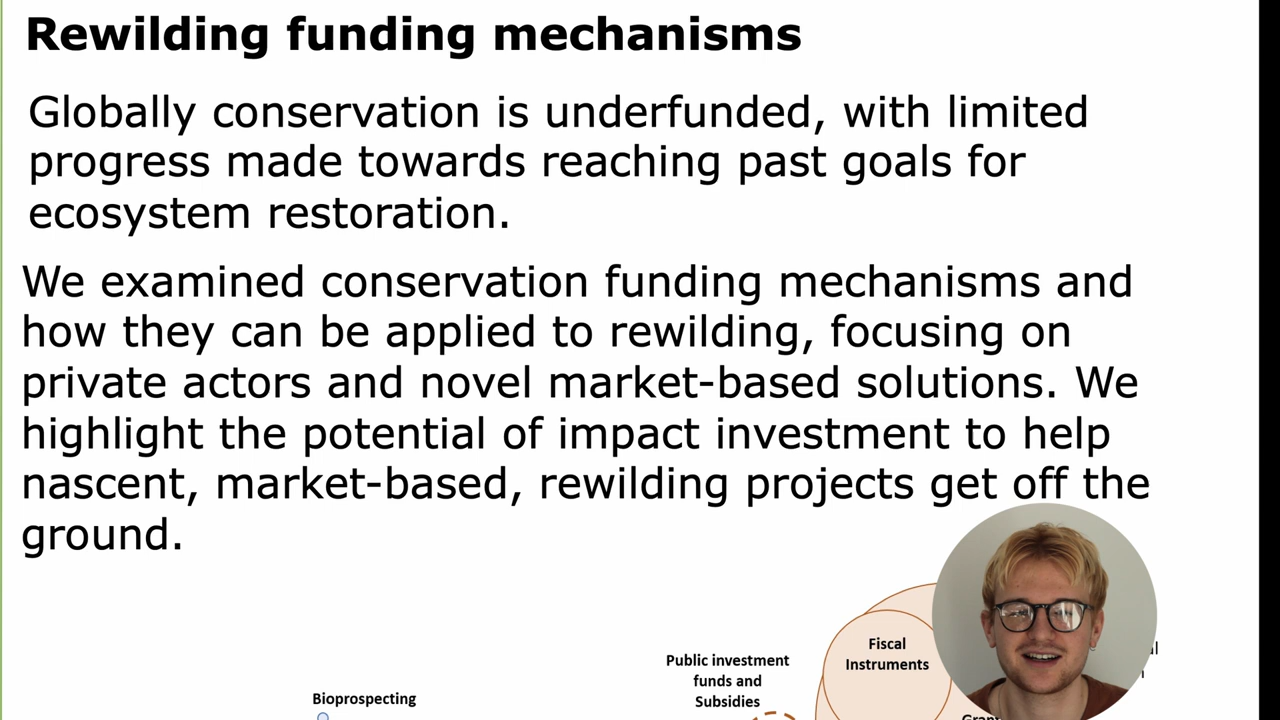 Rewilding funding mechanisms
Globally conservation is underfunded, with limited
progress made towards reaching past goals for
ecosystem restoration.
We examined conservation funding mechanisms and
how they can be applied to rewilding, focusing on
private actors and novel market-based solutions. We
highlight the potential of impact investment to help
nascent, market-based, rewilding projects get off the
ground.
Fiscal
Instruments
Public investment
funds and
Subsidies
Bioprospecting